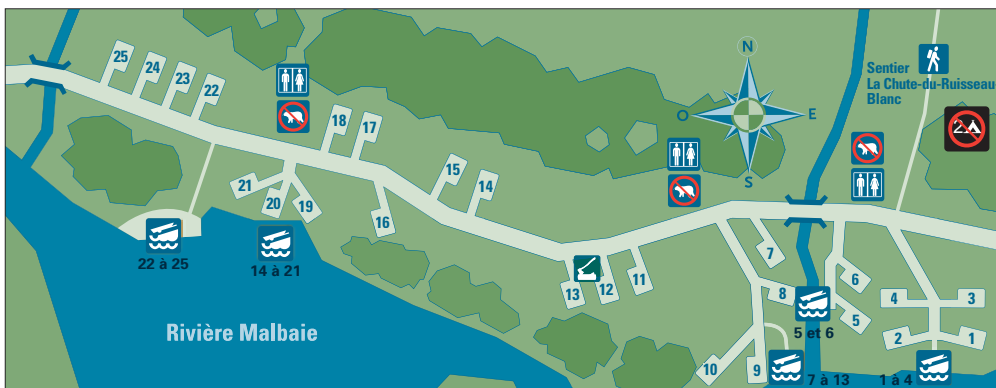 N
O
E
S
Sentier
La Chute-du-Ruisseau
Blanc
2
25
24
23
22
18
17
15
14
21
20
19
16
13
12
11
7
8
6
5
4
3
2
1
10
9
22 à 25
14 à 21
5 et 6
7 à 13
1 à 4
Rivière Malbaie